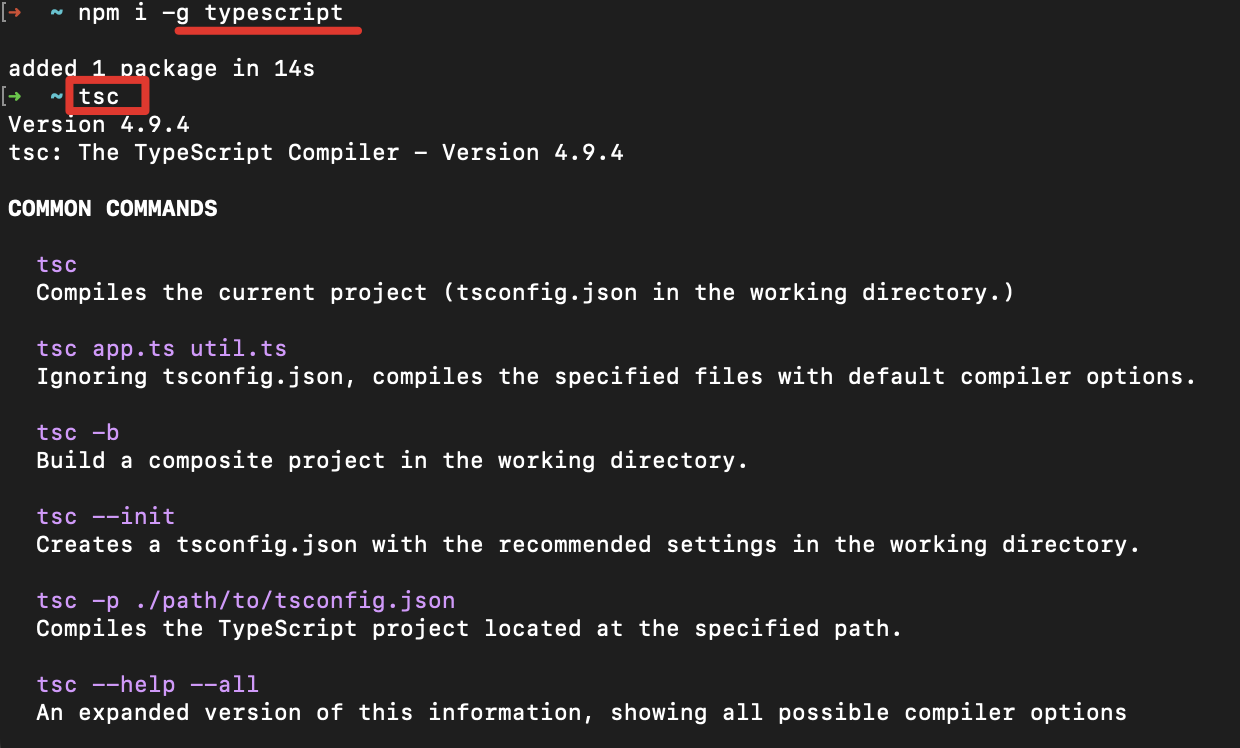 [➜  ~ npm i -g typescript
added 1 package in 14s
[➜  ~ tsc
Version 4.9.4
tsc: The TypeScript Compiler - Version 4.9.4
COMMON COMMANDS
tsc
Compiles the current project (tsconfig.json in the working directory.)
tsc app.ts util.ts
Ignoring tsconfig.json, compiles the specified files with default compiler options.
tsc -b
Build a composite project in the working directory.
tsc --init
Creates a tsconfig.json with the recommended settings in the working directory.
tsc -p ./path/to/tsconfig.json
Compiles the TypeScript project located at the specified path.
tsc --help --all
An expanded version of this information, showing all possible compiler options